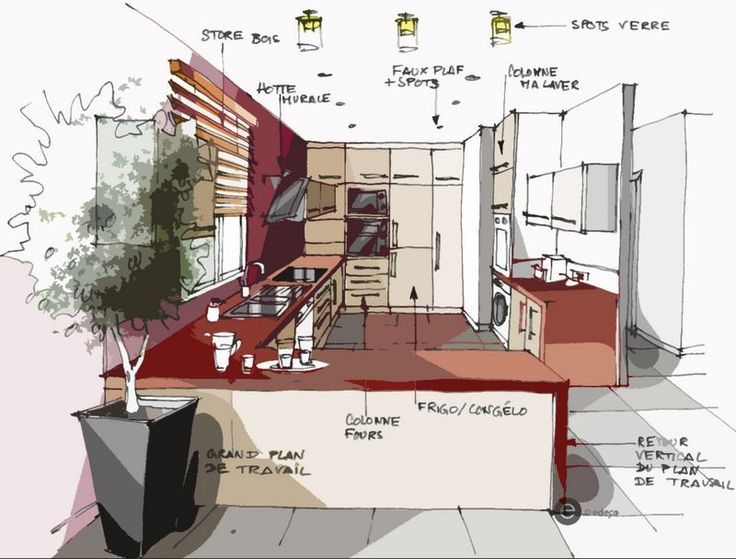 STORE BOIS
SPOTS VERRE
HOTTE
MURALE
FAUX PLAF
+ SPOTS
COLONNE
MA LAVER
COLONNE
FOURS
FRIGO/CONGÉLO
GRAND PLAN
DE TRAVAIL
RETOUR
VERTICAL
DU PLAN
DE TRAVAIL
e ©edesa